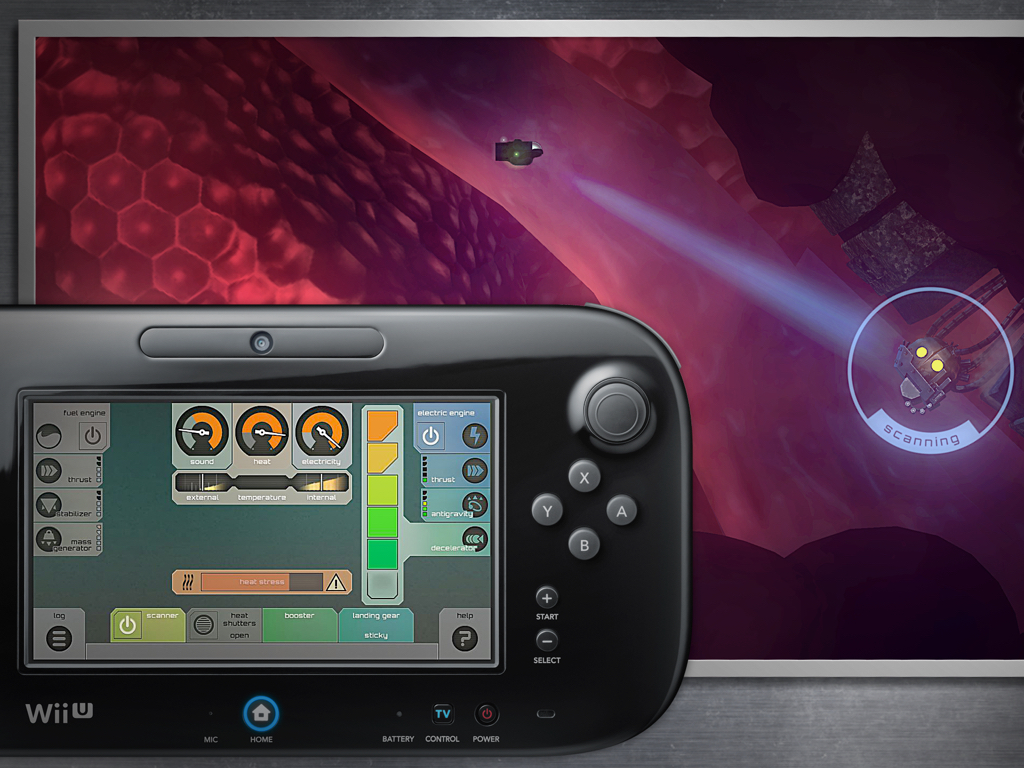 scanning
fuel engine
thrust
stabilizer
mass
generator
sound
heat
electricity
external
temperature
internal
heat stress
electric engine
thrust
antigravity
decelerator
log
scanner
heat
shutters
open
booster
landing gear
sticky
help
X
Y
A
B
START
SELECT
Wii U
MIC
HOME
BATTERY
TV
CONTROL
POWER